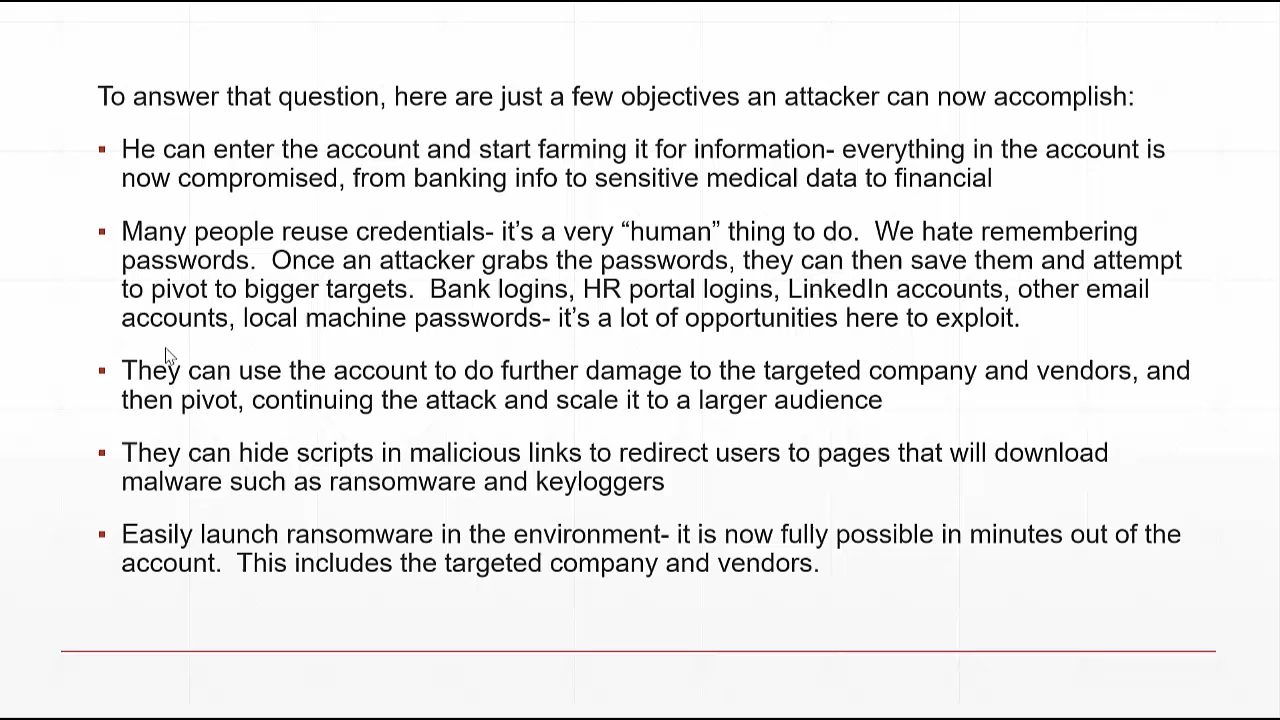 To answer that question, here are just a few objectives an attacker can now accomplish:
▪ He can enter the account and start farming it for information- everything in the account is
now compromised, from banking info to sensitive medical data to financial
▪ Many people reuse credentials- it’s a very “human” thing to do.  We hate remembering
passwords.  Once an attacker grabs the passwords, they can then save them and attempt
to pivot to bigger targets.  Bank logins, HR portal logins, LinkedIn accounts, other email
accounts, local machine passwords- it’s a lot of opportunities here to exploit.
▪ They can use the account to do further damage to the targeted company and vendors, and
then pivot, continuing the attack and scale it to a larger audience
▪ They can hide scripts in malicious links to redirect users to pages that will download
malware such as ransomware and keyloggers
▪ Easily launch ransomware in the environment- it is now fully possible in minutes out of the
account.  This includes the targeted company and vendors.